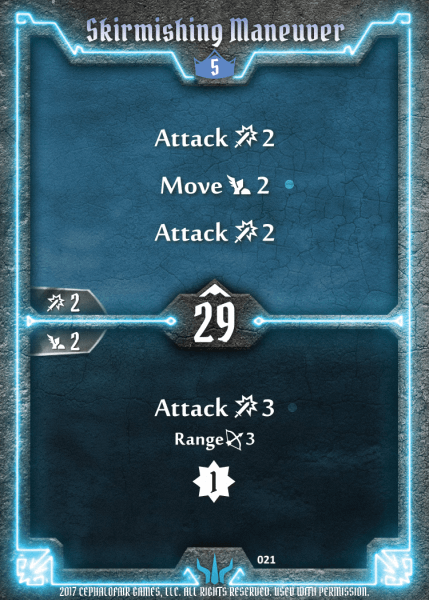 Skirmishing Maneuver
5
Attack 2
Move 2
Attack 2
2
29
2
Attack 3
Range 3
1
021
2017 CEPHALOFAIR GAMES, LLC. ALL RIGHTS RESERVED. USED WITH PERMISSION.